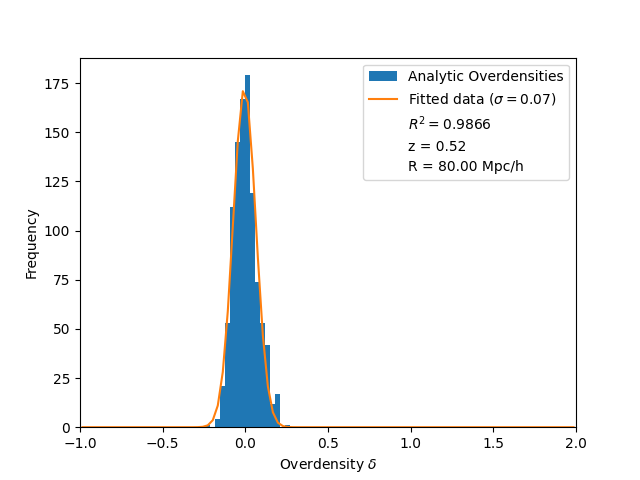 175
150
125
100
75
50
25
0
Frequency
−1.0 −0.5 0.0 0.5 1.0 1.5 2.0
Overdensity δ
Analytic Overdensities
Fitted data (σ = 0.07)
R² = 0.9866
z = 0.52
R = 80.00 Mpc/h